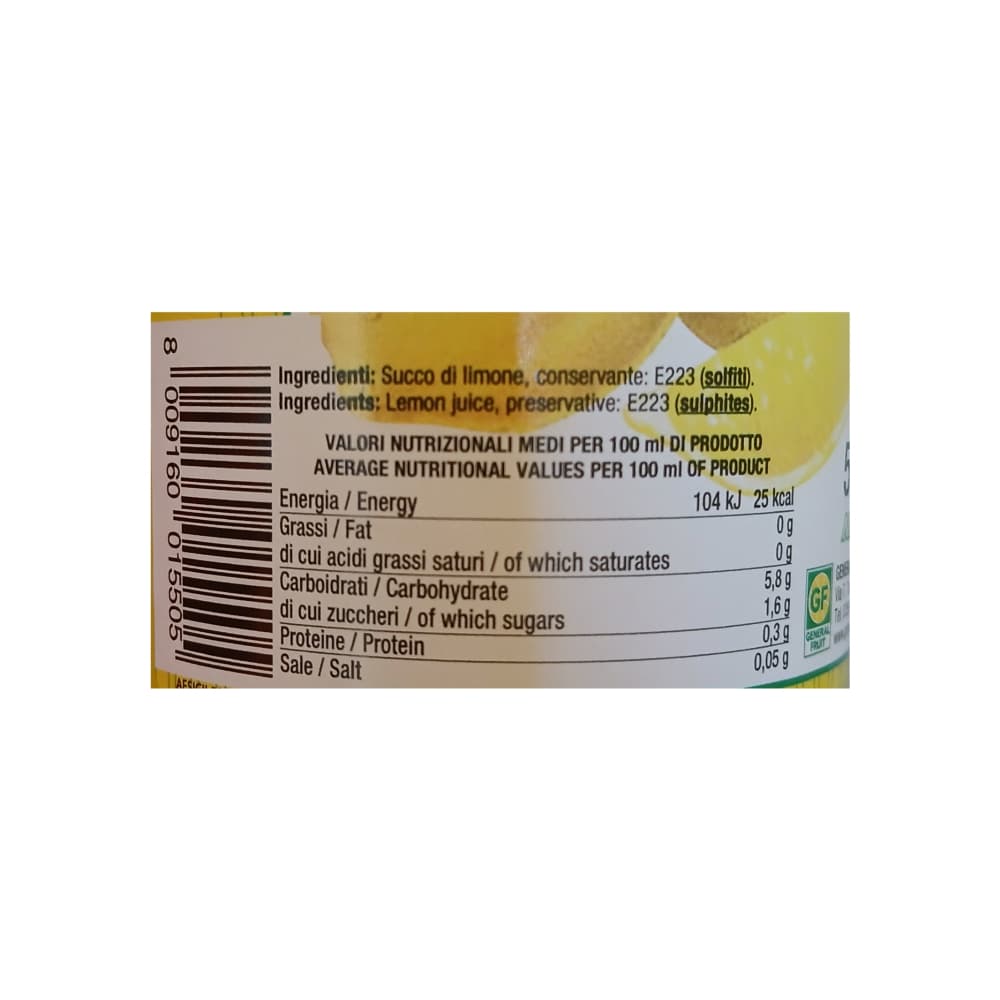 Ingredienti: Succo di limone, conservante: E223 (solfiti).
Ingredients: Lemon juice, preservative: E223 (sulphites).
VALORI NUTRIZIONALI MEDI PER 100 ml DI PRODOTTO
AVERAGE NUTRITIONAL VALUES PER 100 ml OF PRODUCT
Energia / Energy 104 kJ 25 kcal
Grassi / Fat 0 g
di cui acidi grassi saturi / of which saturates 0 g
Carboidrati / Carbohydrate 5,8 g
di cui zuccheri / of which sugars 1,6 g
Proteine / Protein 0,3 g
Sale / Salt 0,05 g
8 009160 015505
GF
GENERAL
FRUIT